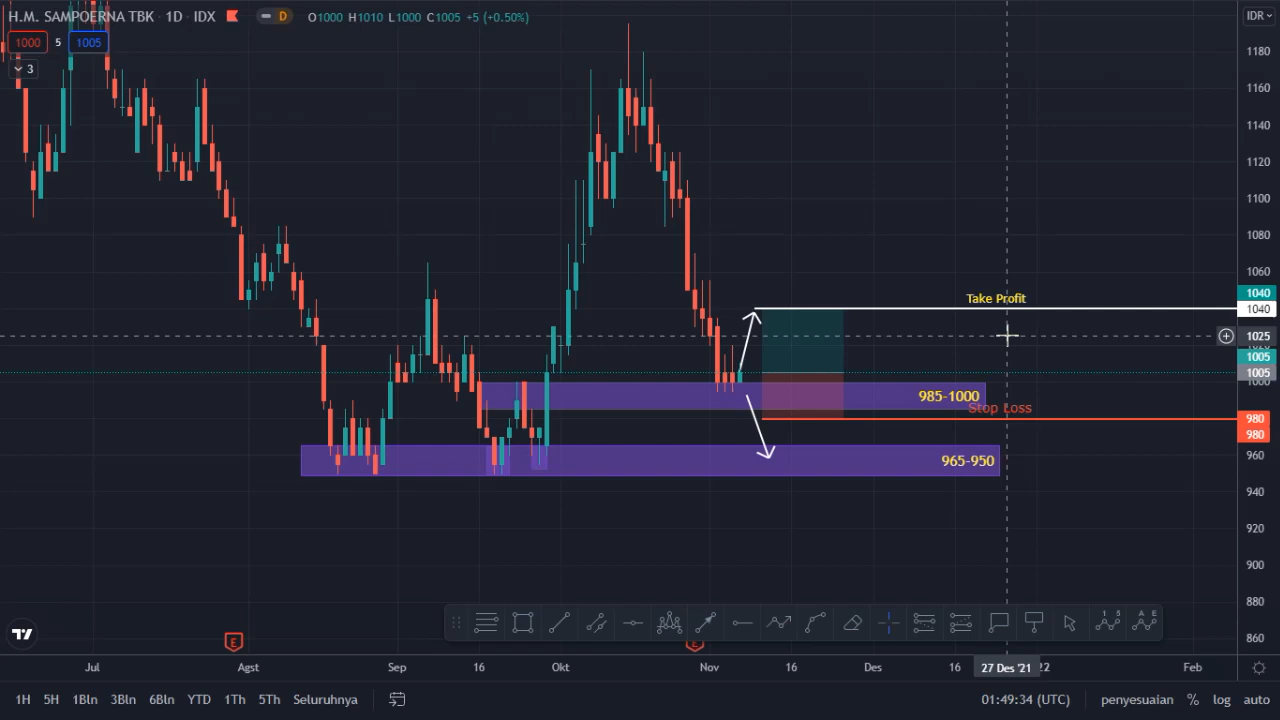 H.M. SAMPOERNA TBK · 1D · IDX D O1000 H1010 L1000 C1005 +5 (+0.50%)
IDR
1000 5 1005
3
1180
1160
1140
1120
1100
1080
1060
1040
Take Profit
1040
1025
1005
1005
1000
985-1000
Stop Loss
980
980
965-950
960
940
920
900
880
860
E
E
Jul Agst Sep 16 Okt Nov 16 Des 16 27 Des '21 22 Feb
1H 5H 1Bln 3Bln 6Bln YTD 1Th 5Th Seluruhnya 01:49:34 (UTC) penyesuaian % log auto